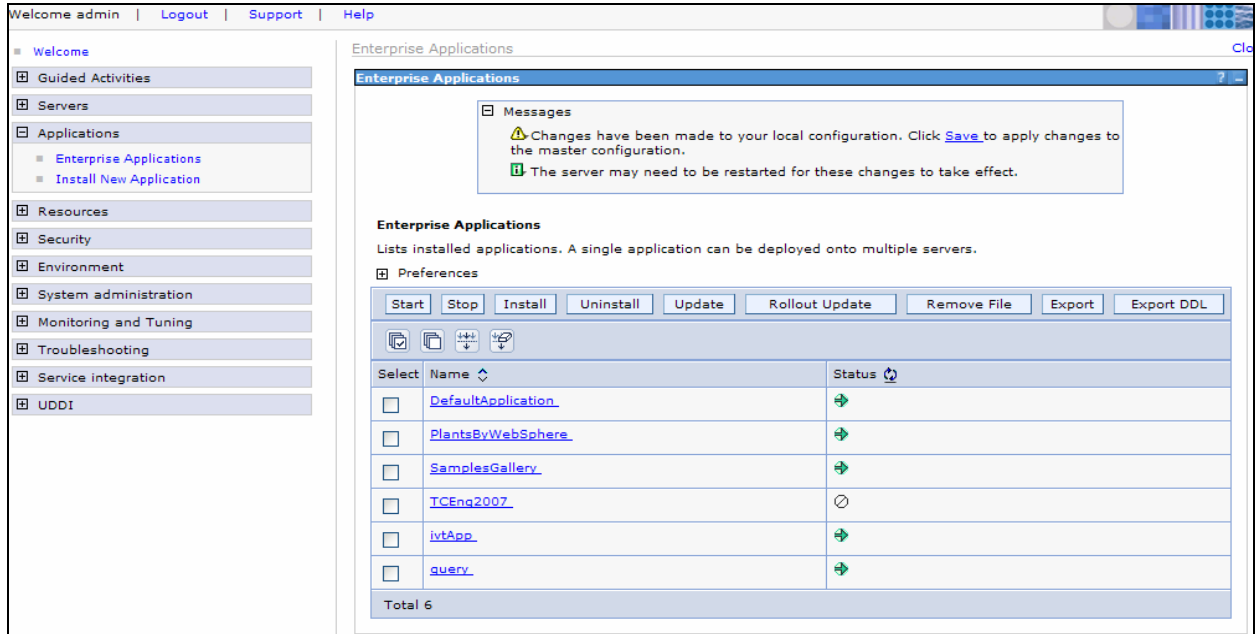 Welcome admin | Logout | Support | Help
Welcome
Guided Activities
Servers
Applications
Enterprise Applications
Install New Application
Resources
Security
Environment
System administration
Monitoring and Tuning
Troubleshooting
Service integration
UDDI
Enterprise Applications
Clo
Enterprise Applications
? _
Messages
Changes have been made to your local configuration. Click Save to apply changes to
the master configuration.
The server may need to be restarted for these changes to take effect.
Enterprise Applications
Lists installed applications. A single application can be deployed onto multiple servers.
Preferences
Start Stop Install Uninstall Update Rollout Update Remove File Export Export DDL
Select Name Status
DefaultApplication
PlantsByWebSphere
SamplesGallery
TCEng2007
ivtApp
query
Total 6